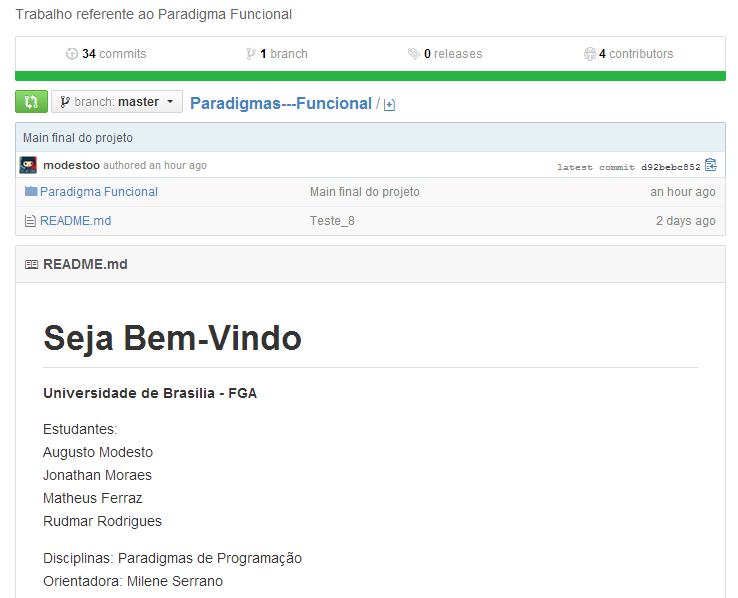 Trabalho referente ao Paradigma Funcional
34 commits 1 branch 0 releases 4 contributors
branch: master Paradigmas---Funcional /
Main final do projeto
modestoo authored an hour ago latest commit d92bebc852
Paradigma Funcional Main final do projeto an hour ago
README.md Teste_8 2 days ago
README.md
Seja Bem-Vindo
Universidade de Brasilia - FGA
Estudantes:
Augusto Modesto
Jonathan Moraes
Matheus Ferraz
Rudmar Rodrigues
Disciplinas: Paradigmas de Programação
Orientadora: Milene Serrano